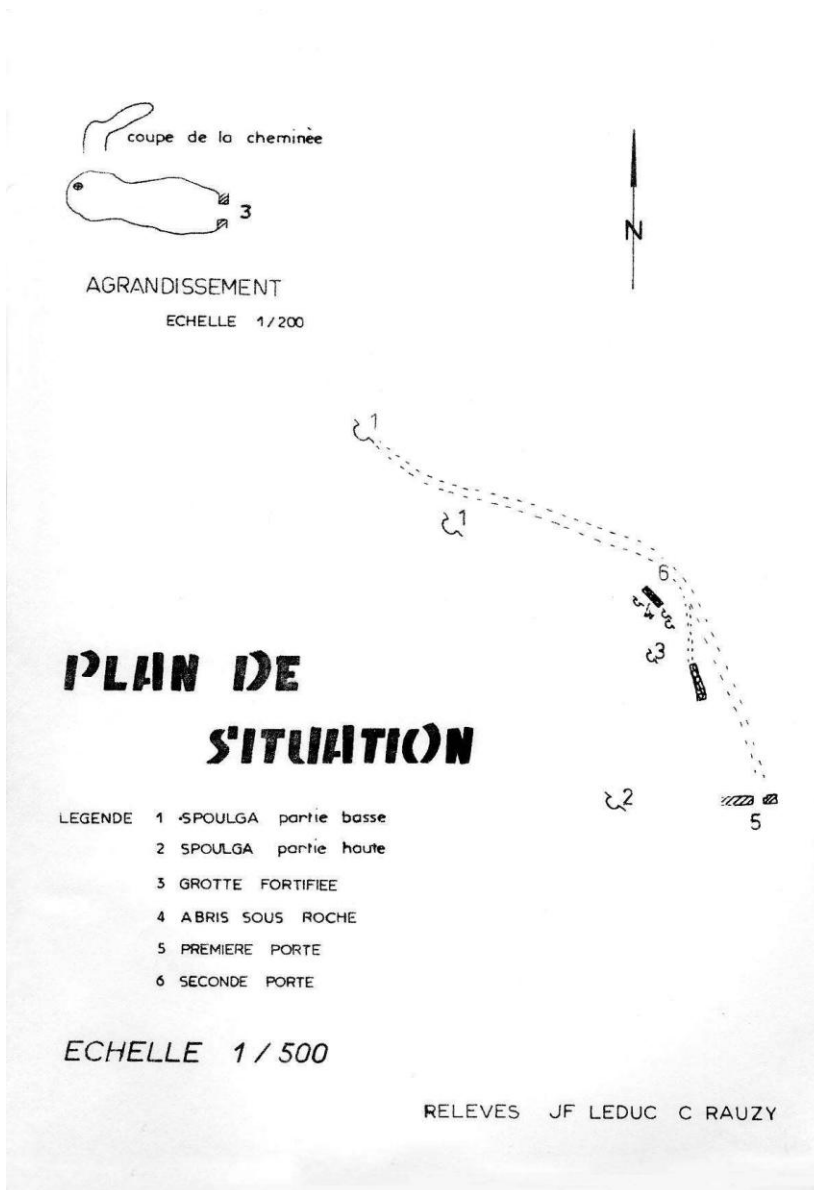 coupe de la cheminèe
3
AGRANDISSEMENT
ECHELLE 1/200
N
1
1
6
4
3
2
5
PLAN DE
SITUATION
LEGENDE 1 SPOULGA partie basse
2 SPOULGA partie haute
3 GROTTE FORTIFIEE
4 ABRIS SOUS ROCHE
5 PREMIERE PORTE
6 SECONDE PORTE
ECHELLE 1/500
RELEVES JF LEDUC C RAUZY